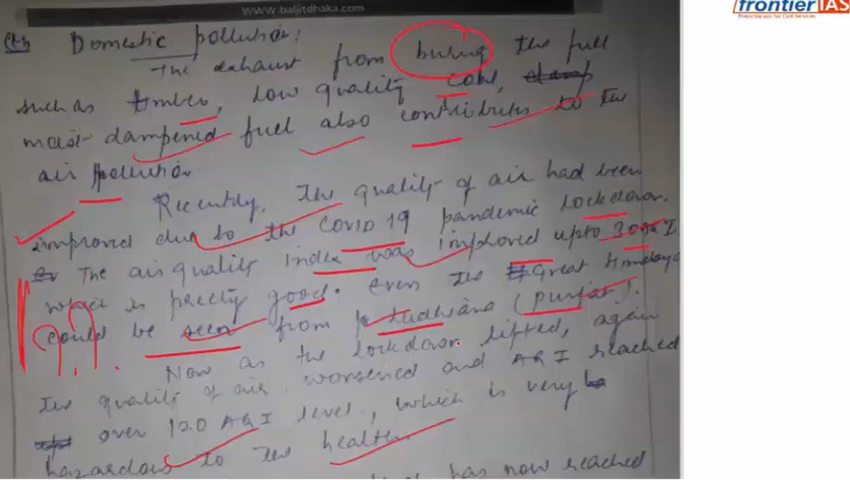 www.baljitdhaka.com
frontier IAS
Domestic pollution:
The exhaust from buring the fuel
such as timber, low quality coal,
moist dampened fuel also contributes to the
air pollution
Recently, the quality of air had been
improved due to the Covid 19 pandemic lockdown.
The air quality index was improved upto 30
which is pretty good. even the Great Himalaya
could be seen from (Punjab).
Now as the lockdown lifted, again
the quality of air worsened and AQI reached
over 120 AQI level, which is very
hazardous to the health
has now reached